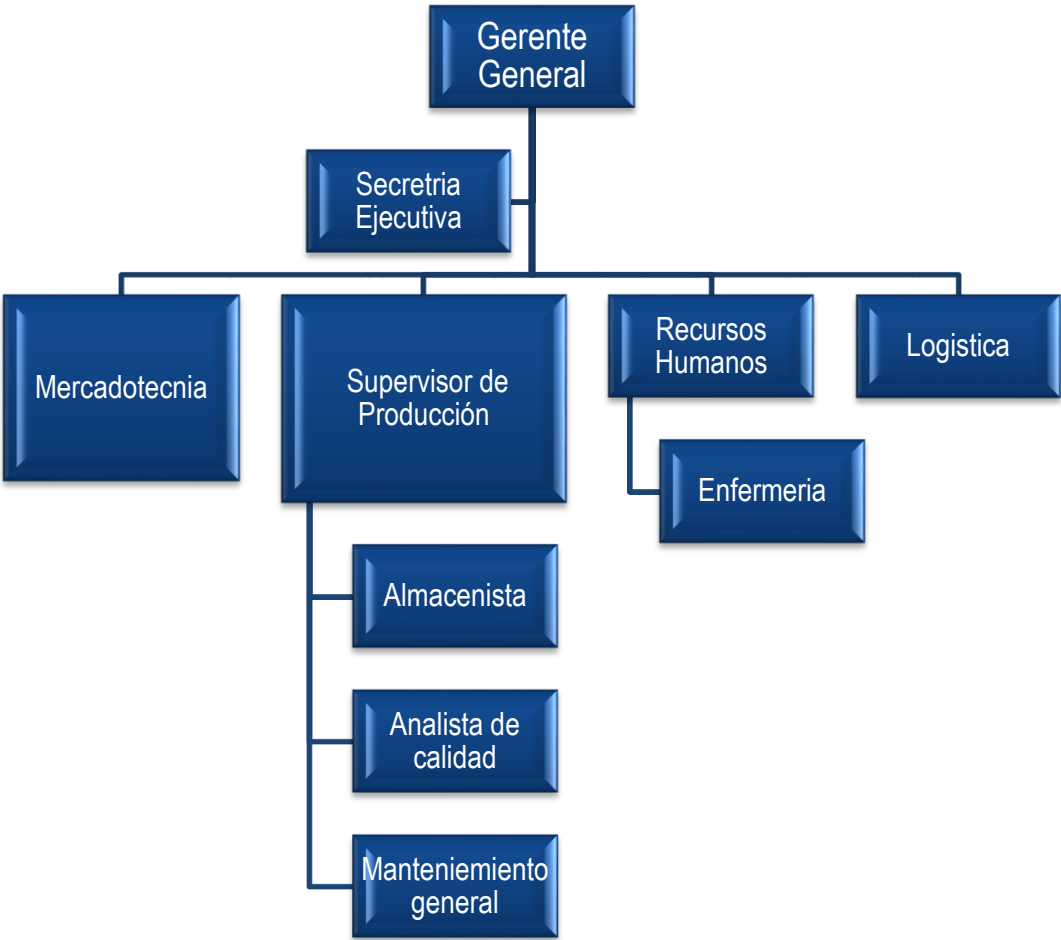 Gerente
General
Secretria
Ejecutiva
Mercadotecnia
Supervisor de
Producción
Recursos
Humanos
Logistica
Enfermeria
Almacenista
Analista de
calidad
Manteniemiento
general